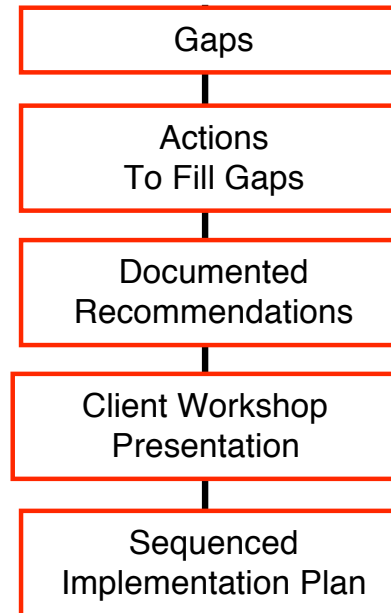 Gaps
Actions
To Fill Gaps
Documented
Recommendations
Client Workshop
Presentation
Sequenced
Implementation Plan